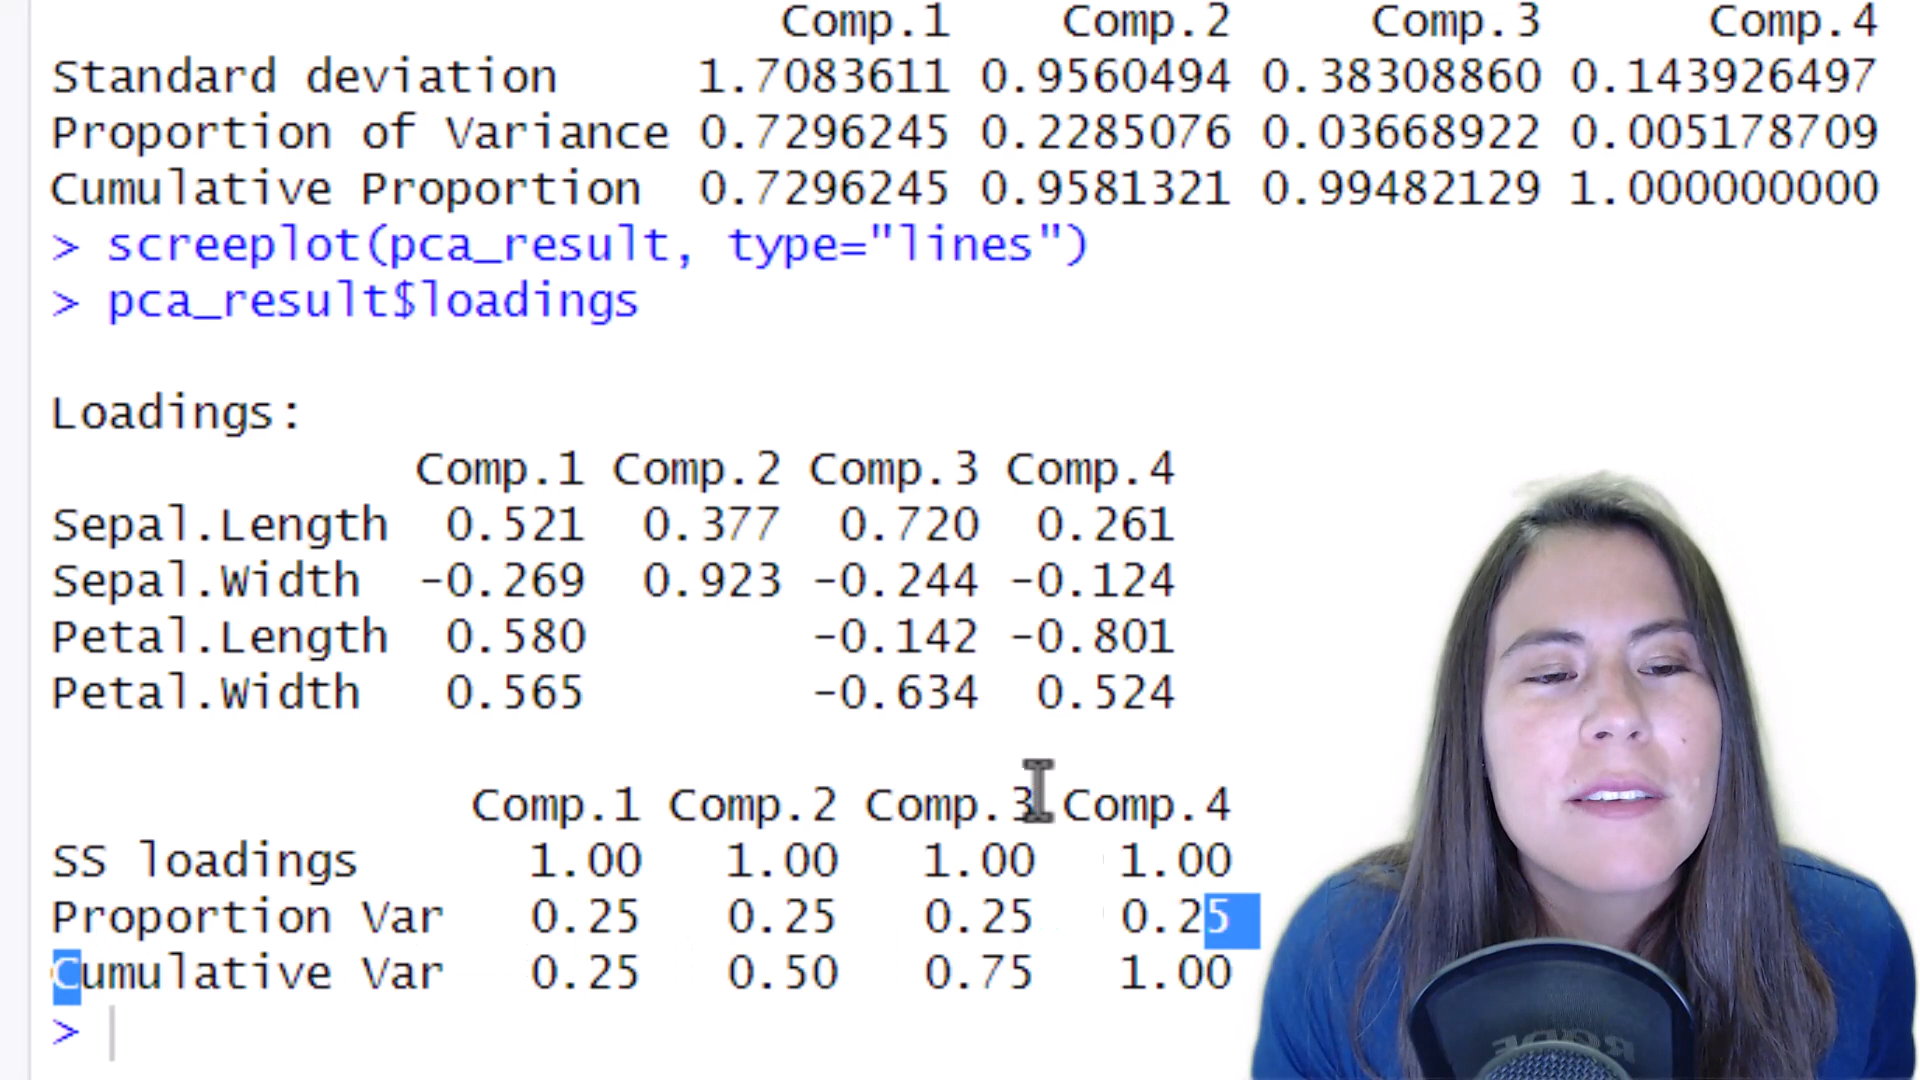 Comp.1 Comp.2 Comp.3 Comp.4
Standard deviation 1.7083611 0.9560494 0.38308860 0.143926497
Proportion of Variance 0.7296245 0.2285076 0.03668922 0.005178709
Cumulative Proportion 0.7296245 0.9581321 0.99482129 1.000000000
> screeplot(pca_result, type="lines")
> pca_result$loadings
Loadings:
Comp.1 Comp.2 Comp.3 Comp.4
Sepal.Length 0.521 0.377 0.720 0.261
Sepal.Width -0.269 0.923 -0.244 -0.124
Petal.Length 0.580 -0.142 -0.801
Petal.Width 0.565 -0.634 0.524
Comp.1 Comp.2 Comp.3 Comp.4
SS loadings 1.00 1.00 1.00 1.00
Proportion Var 0.25 0.25 0.25 0.25
Cumulative Var 0.25 0.50 0.75 1.00
>
RODE